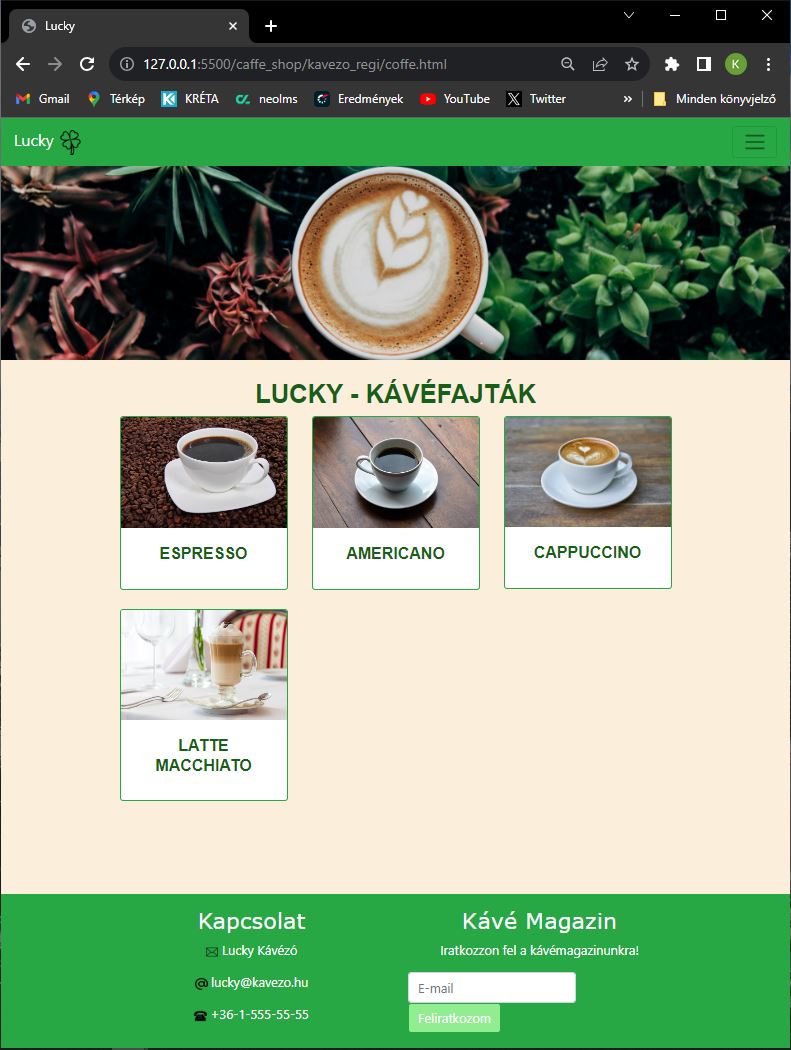 Lucky
127.0.0.1:5500/caffe_shop/kavezo_regi/coffe.html
K
Gmail Térkép KRÉTA neolms Eredmények YouTube Twitter » Minden könyvjelző
Lucky
LUCKY - KÁVÉFAJTÁK
ESPRESSO
AMERICANO
CAPPUCCINO
LATTE
MACCHIATO
Kapcsolat
Lucky Kávézó
@ lucky@kavezo.hu
+36-1-555-55-55
Kávé Magazin
Iratkozzon fel a kávémagazinunkra!
E-mail
Feliratkozom